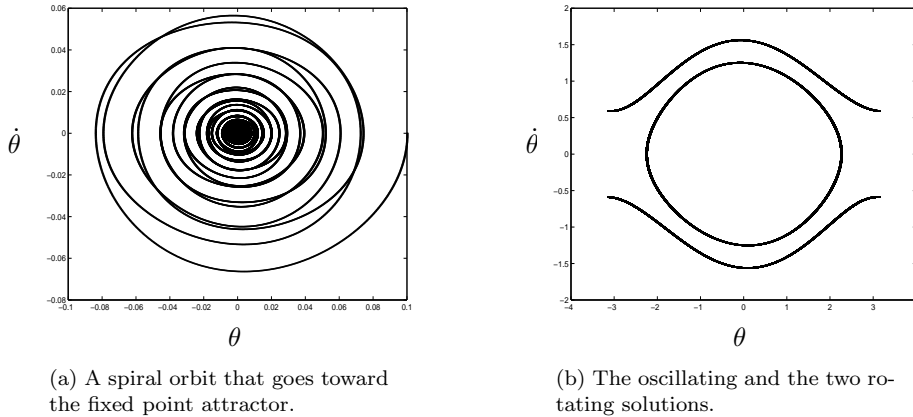 0.06
0.04
0.02
0
−0.02
−0.04
−0.06
−0.08
−0.1 −0.08 −0.06 −0.04 −0.02 0 0.02 0.04 0.06 0.08 0.1
θ̇
θ
(a) A spiral orbit that goes toward
the fixed point attractor.
2
1.5
1
0.5
0
−0.5
−1
−1.5
−2
−4 −3 −2 −1 0 1 2 3
θ̇
θ
(b) The oscillating and the two ro-
tating solutions.